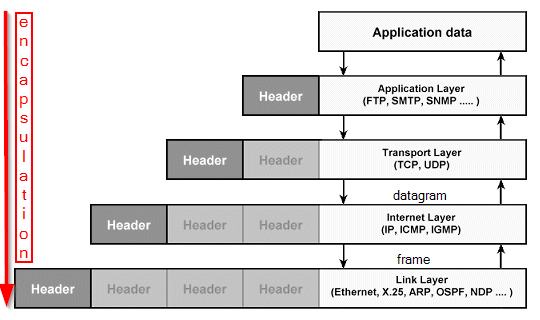 encapsulation
Application data
Header
Application Layer
(FTP, SMTP, SNMP ..... )
Header Header
Transport Layer
(TCP, UDP)
datagram
Header Header Header
Internet Layer
(IP, ICMP, IGMP)
frame
Header Header Header Header
Link Layer
(Ethernet, X.25, ARP, OSPF, NDP .... )